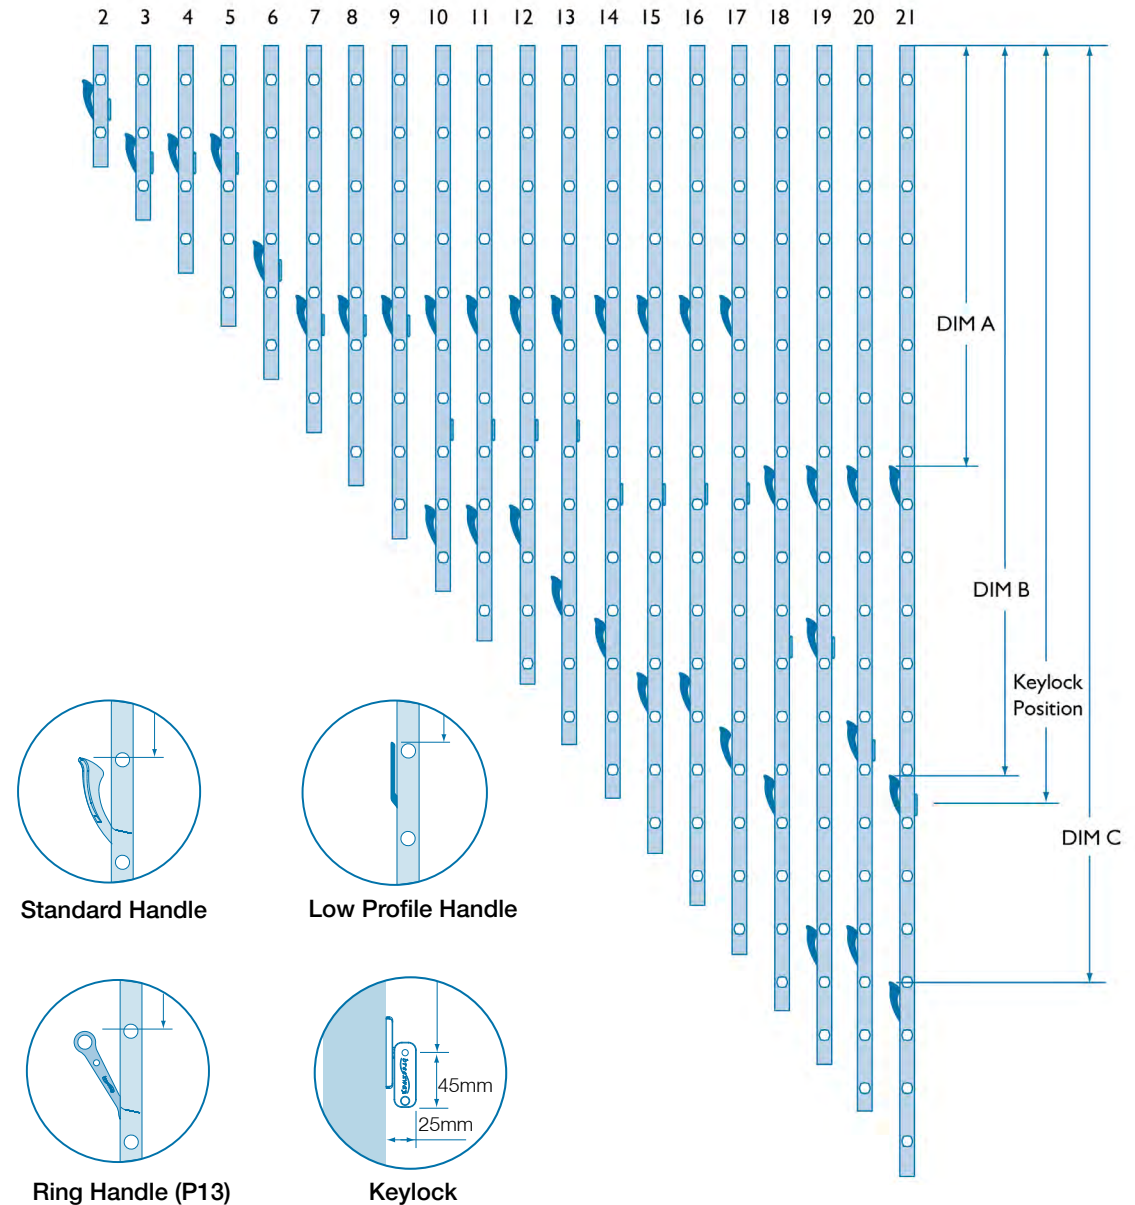 2 3 4 5 6 7 8 9 10 11 12 13 14 15 16 17 18 19 20 21
DIM A
DIM B
Keylock
Position
DIM C
Standard Handle
Low Profile Handle
45mm
25mm
Ring Handle (P13)
Keylock